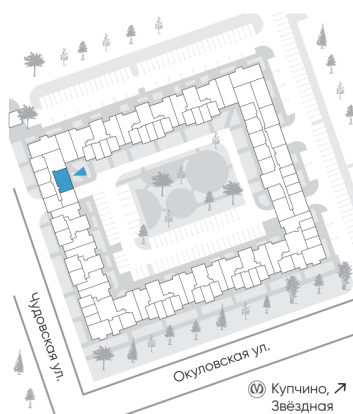 Чудовская ул.
Окуловская ул.
Ⓜ Купчино, ↗
Звёздная